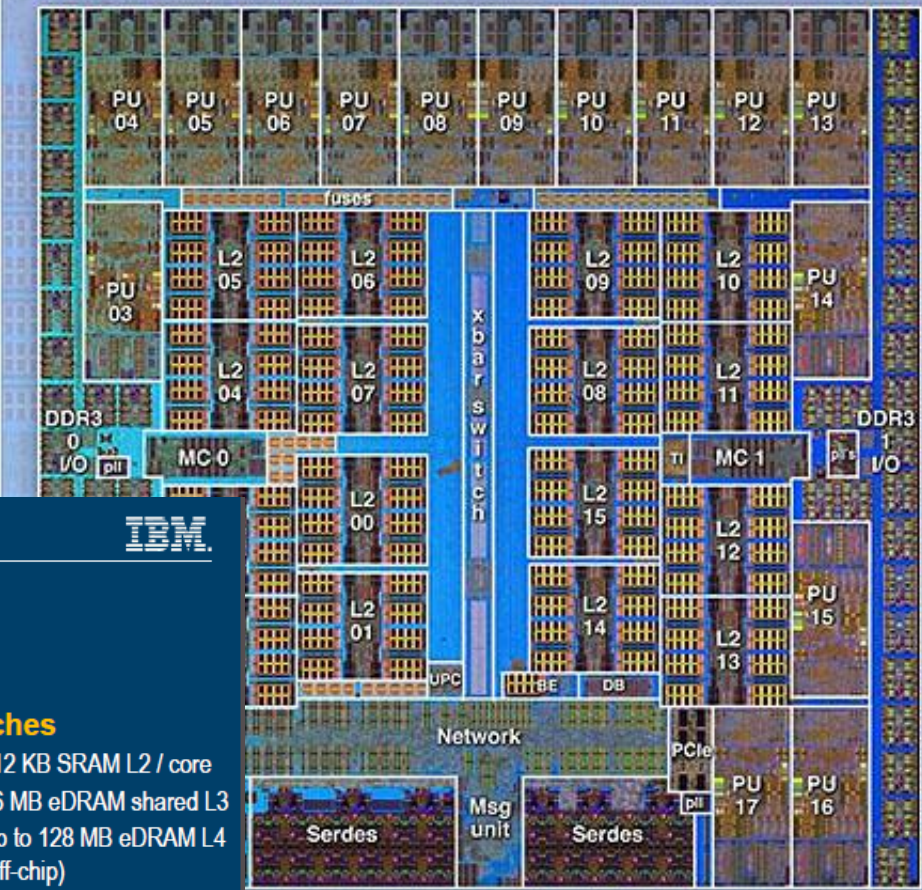 PU 04
PU 05
PU 06
PU 07
PU 08
PU 09
PU 10
PU 11
PU 12
PU 13
fuses
PU 03
L2 05
L2 06
L2 09
L2 10
PU 14
xbar switch
L2 04
L2 07
L2 08
L2 11
DDR3 0 I/O
pll
MC 0
TI
MC 1
DDR3 1 I/O
L2 00
L2 15
L2 12
L2 01
L2 14
PU 15
L2 13
UPC
BE
DB
Network
PCIe
pll
Msg unit
Serdes
Serdes
PU 17
PU 16
IBM.
ches
2 KB SRAM L2 / core
MB eDRAM shared L3
to 128 MB eDRAM L4
ff-chip)